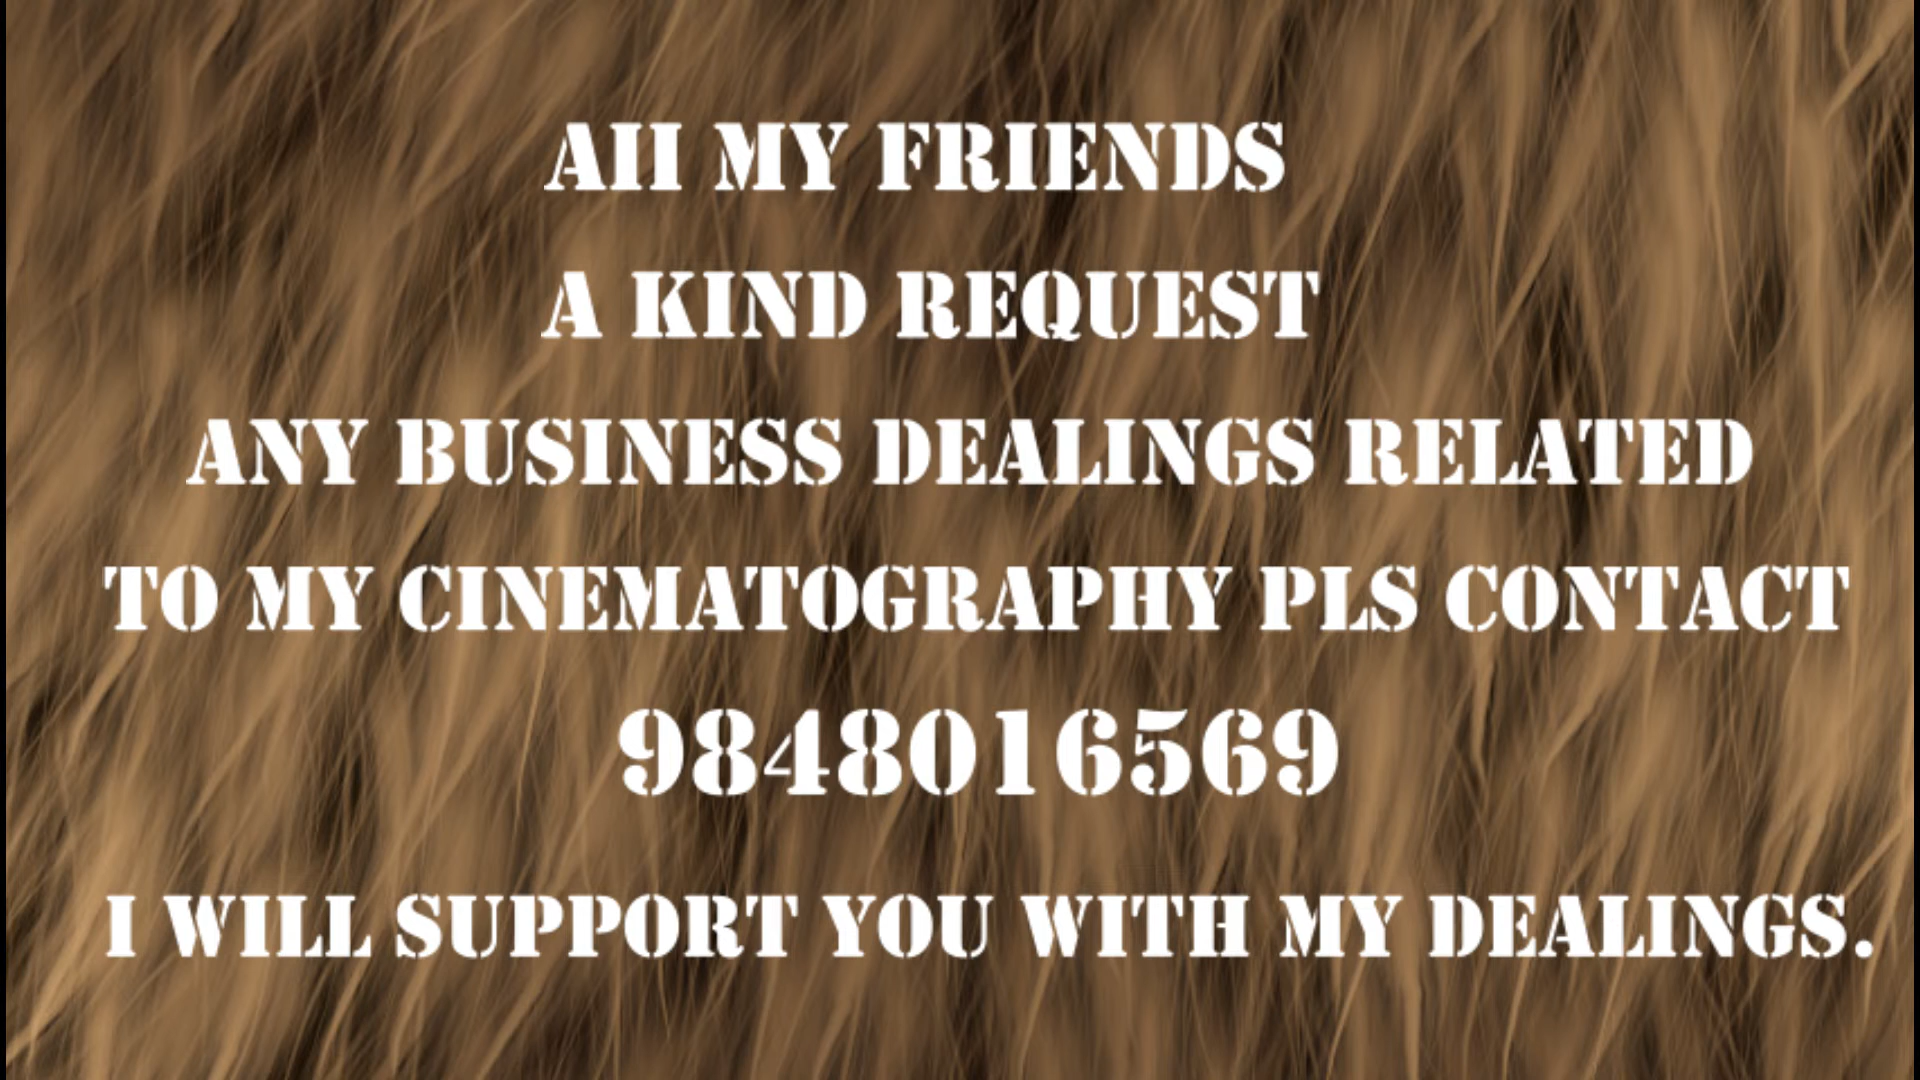 AII MY FRIENDS
A KIND REQUEST
ANY BUSINESS DEALINGS RELATED
TO MY CINEMATOGRAPHY PLS CONTACT
9848016569
I WILL SUPPORT YOU WITH MY DEALINGS.